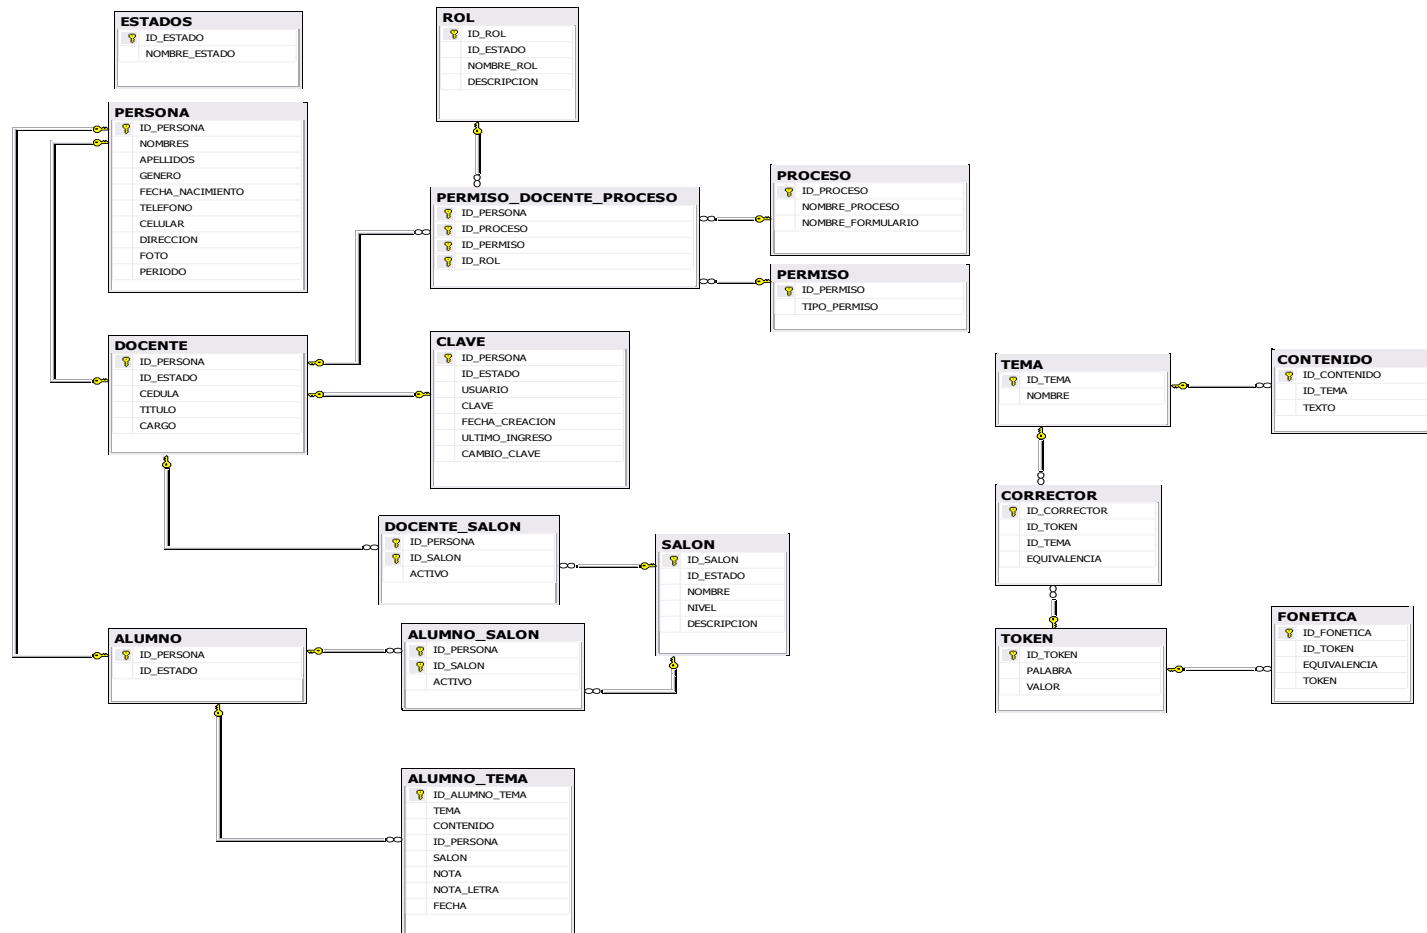 ESTADOS
ID_ESTADO
NOMBRE_ESTADO
ROL
ID_ROL
ID_ESTADO
NOMBRE_ROL
DESCRIPCION
PERSONA
ID_PERSONA
NOMBRES
APELLIDOS
GENERO
FECHA_NACIMIENTO
TELEFONO
CELULAR
DIRECCION
FOTO
PERIODO
PERMISO_DOCENTE_PROCESO
ID_PERSONA
ID_PROCESO
ID_PERMISO
ID_ROL
PROCESO
ID_PROCESO
NOMBRE_PROCESO
NOMBRE_FORMULARIO
PERMISO
ID_PERMISO
TIPO_PERMISO
DOCENTE
ID_PERSONA
ID_ESTADO
CEDULA
TITULO
CARGO
CLAVE
ID_PERSONA
ID_ESTADO
USUARIO
CLAVE
FECHA_CREACION
ULTIMO_INGRESO
CAMBIO_CLAVE
TEMA
ID_TEMA
NOMBRE
CONTENIDO
ID_CONTENIDO
ID_TEMA
TEXTO
CORRECTOR
ID_CORRECTOR
ID_TOKEN
ID_TEMA
EQUIVALENCIA
DOCENTE_SALON
ID_PERSONA
ID_SALON
ACTIVO
SALON
ID_SALON
ID_ESTADO
NOMBRE
NIVEL
DESCRIPCION
ALUMNO
ID_PERSONA
ID_ESTADO
ALUMNO_SALON
ID_PERSONA
ID_SALON
ACTIVO
TOKEN
ID_TOKEN
PALABRA
VALOR
FONETICA
ID_FONETICA
ID_TOKEN
EQUIVALENCIA
TOKEN
ALUMNO_TEMA
ID_ALUMNO_TEMA
TEMA
CONTENIDO
ID_PERSONA
SALON
NOTA
NOTA_LETRA
FECHA